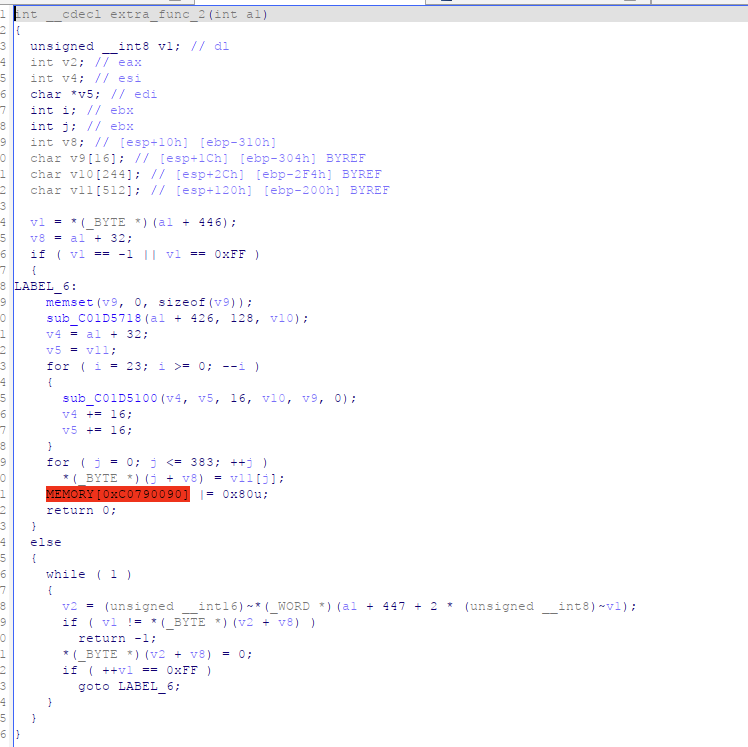 1 int __cdecl extra_func_2(int a1)
2 {
3 unsigned __int8 v1; // dl
4 int v2; // eax
5 int v4; // esi
6 char *v5; // edi
7 int i; // ebx
8 int j; // ebx
9 int v8; // [esp+10h] [ebp-310h]
0 char v9[16]; // [esp+1Ch] [ebp-304h] BYREF
1 char v10[244]; // [esp+2Ch] [ebp-2F4h] BYREF
2 char v11[512]; // [esp+120h] [ebp-200h] BYREF
3
4 v1 = *(_BYTE *)(a1 + 446);
5 v8 = a1 + 32;
6 if ( v1 == -1 || v1 == 0xFF )
7 {
8 LABEL_6:
9 memset(v9, 0, sizeof(v9));
0 sub_C01D5718(a1 + 426, 128, v10);
1 v4 = a1 + 32;
2 v5 = v11;
3 for ( i = 23; i >= 0; --i )
4 {
5 sub_C01D5100(v4, v5, 16, v10, v9, 0);
6 v4 += 16;
7 v5 += 16;
8 }
9 for ( j = 0; j <= 383; ++j )
0 *(_BYTE *)(j + v8) = v11[j];
1 MEMORY[0xC0790090] |= 0x80u;
2 return 0;
3 }
4 else
5 {
6 while ( 1 )
7 {
8 v2 = (unsigned __int16)~*(_WORD *)(a1 + 447 + 2 * (unsigned __int8)~v1);
9 if ( v1 != *(_BYTE *)(v2 + v8) )
0 return -1;
1 *(_BYTE *)(v2 + v8) = 0;
2 if ( ++v1 == 0xFF )
3 goto LABEL_6;
4 }
5 }
6 }